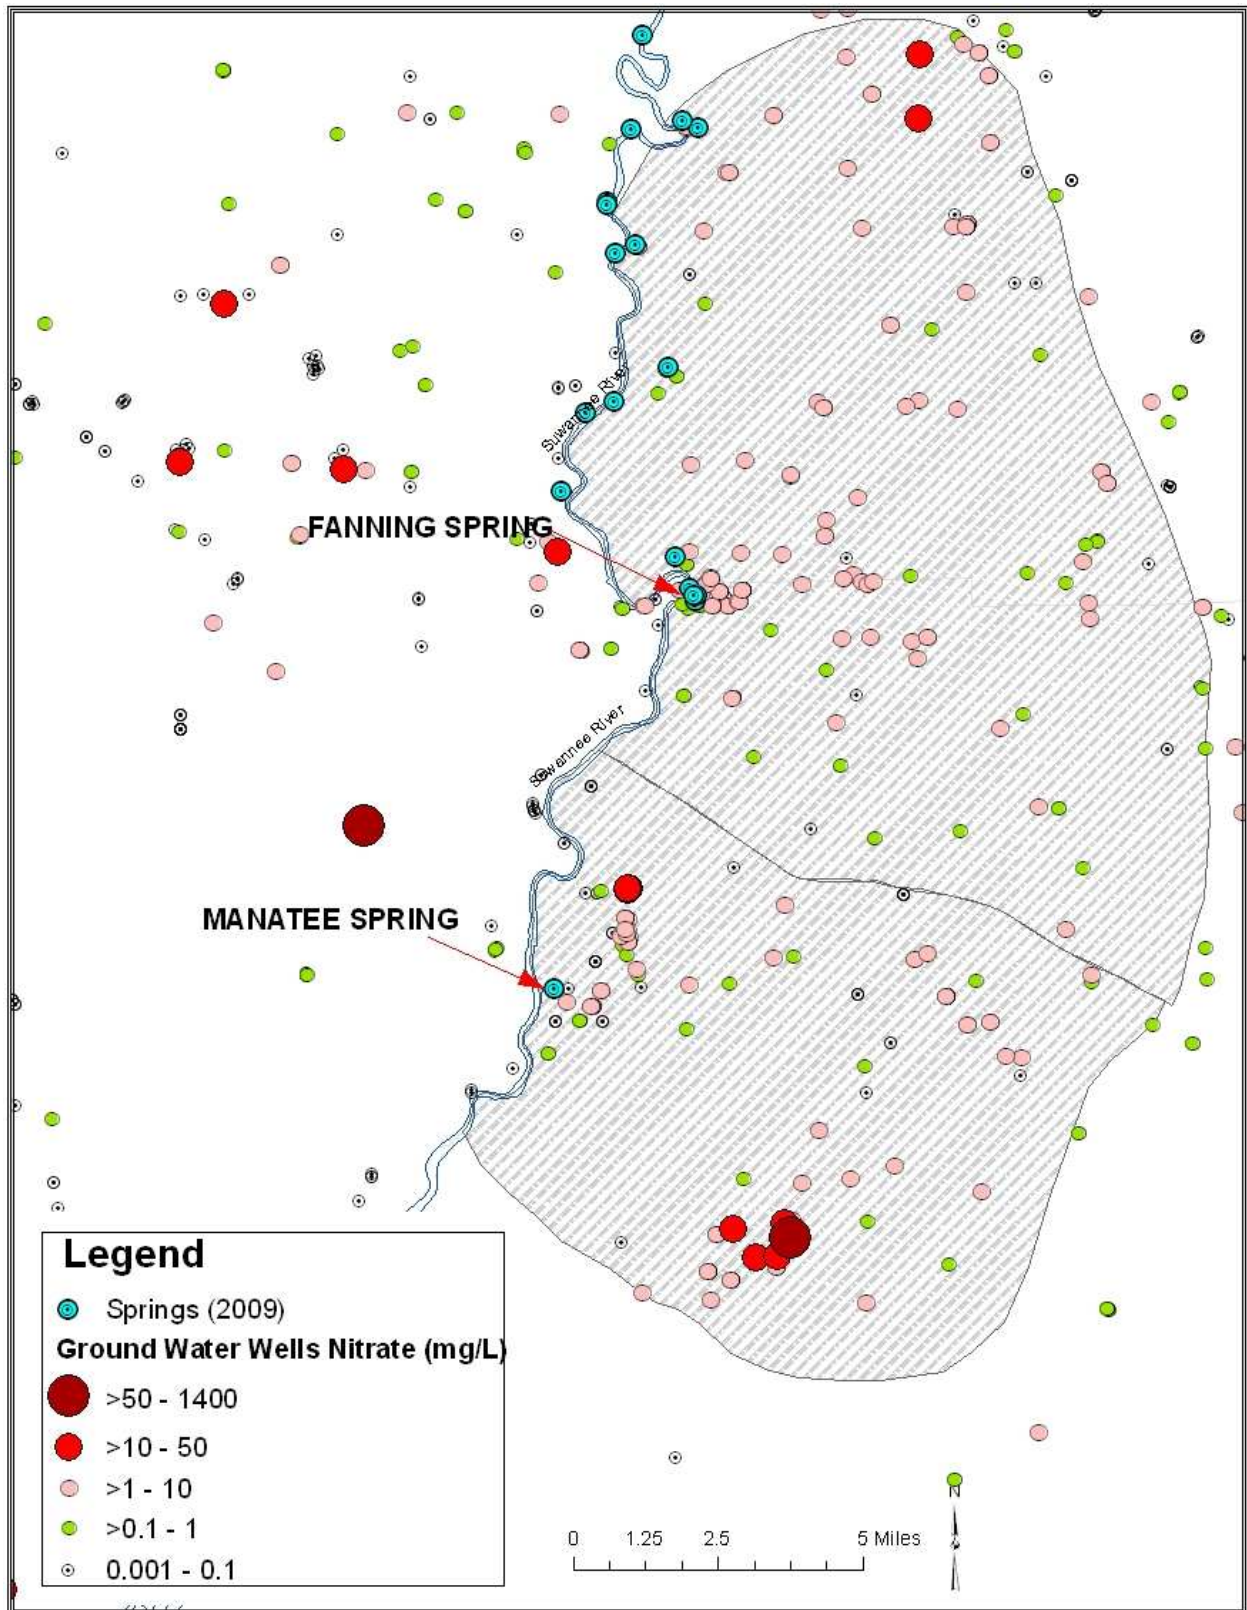 Suwannee River
FANNING SPRING
Suwannee River
MANATEE SPRING
Legend
Springs (2009)
Ground Water Wells Nitrate (mg/L)
>50 - 1400
>10 - 50
>1 - 10
>0.1 - 1
0.001 - 0.1
0 1.25 2.5 5 Miles
N